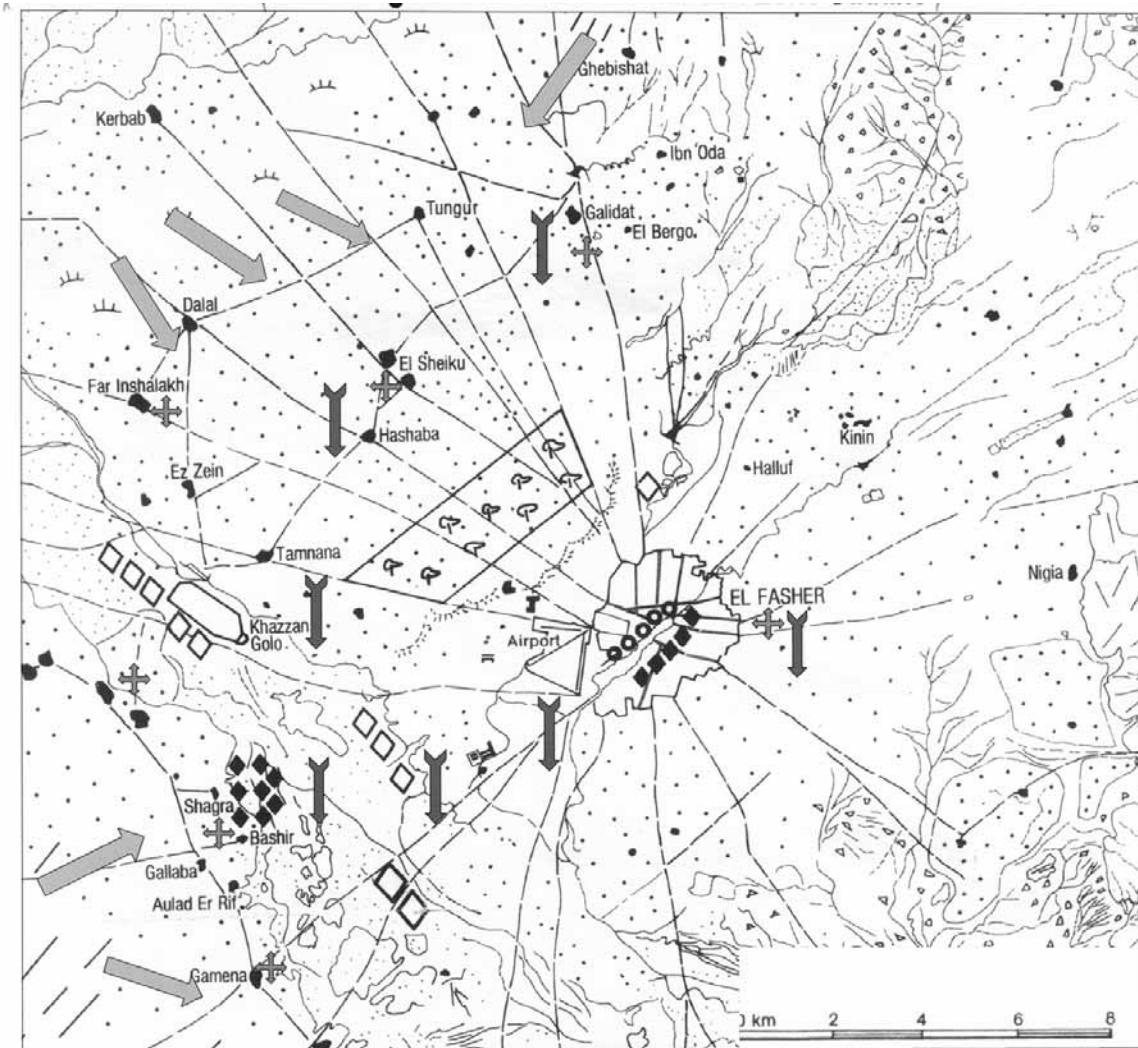 Ghebishat
Kerbab
Ibn Oda
Tungur
Galidat
El Bergo
Dalal
El Sheiku
Far Inshalakh
Hashaba
Kinin
Halluf
Ez Zein
Tamnana
Nigia
EL FASHER
Khazzan
Golo
Airport
Shagra
Bashir
Gallaba
Aulad Er Rif
Gamena
0 km 2 4 6 8